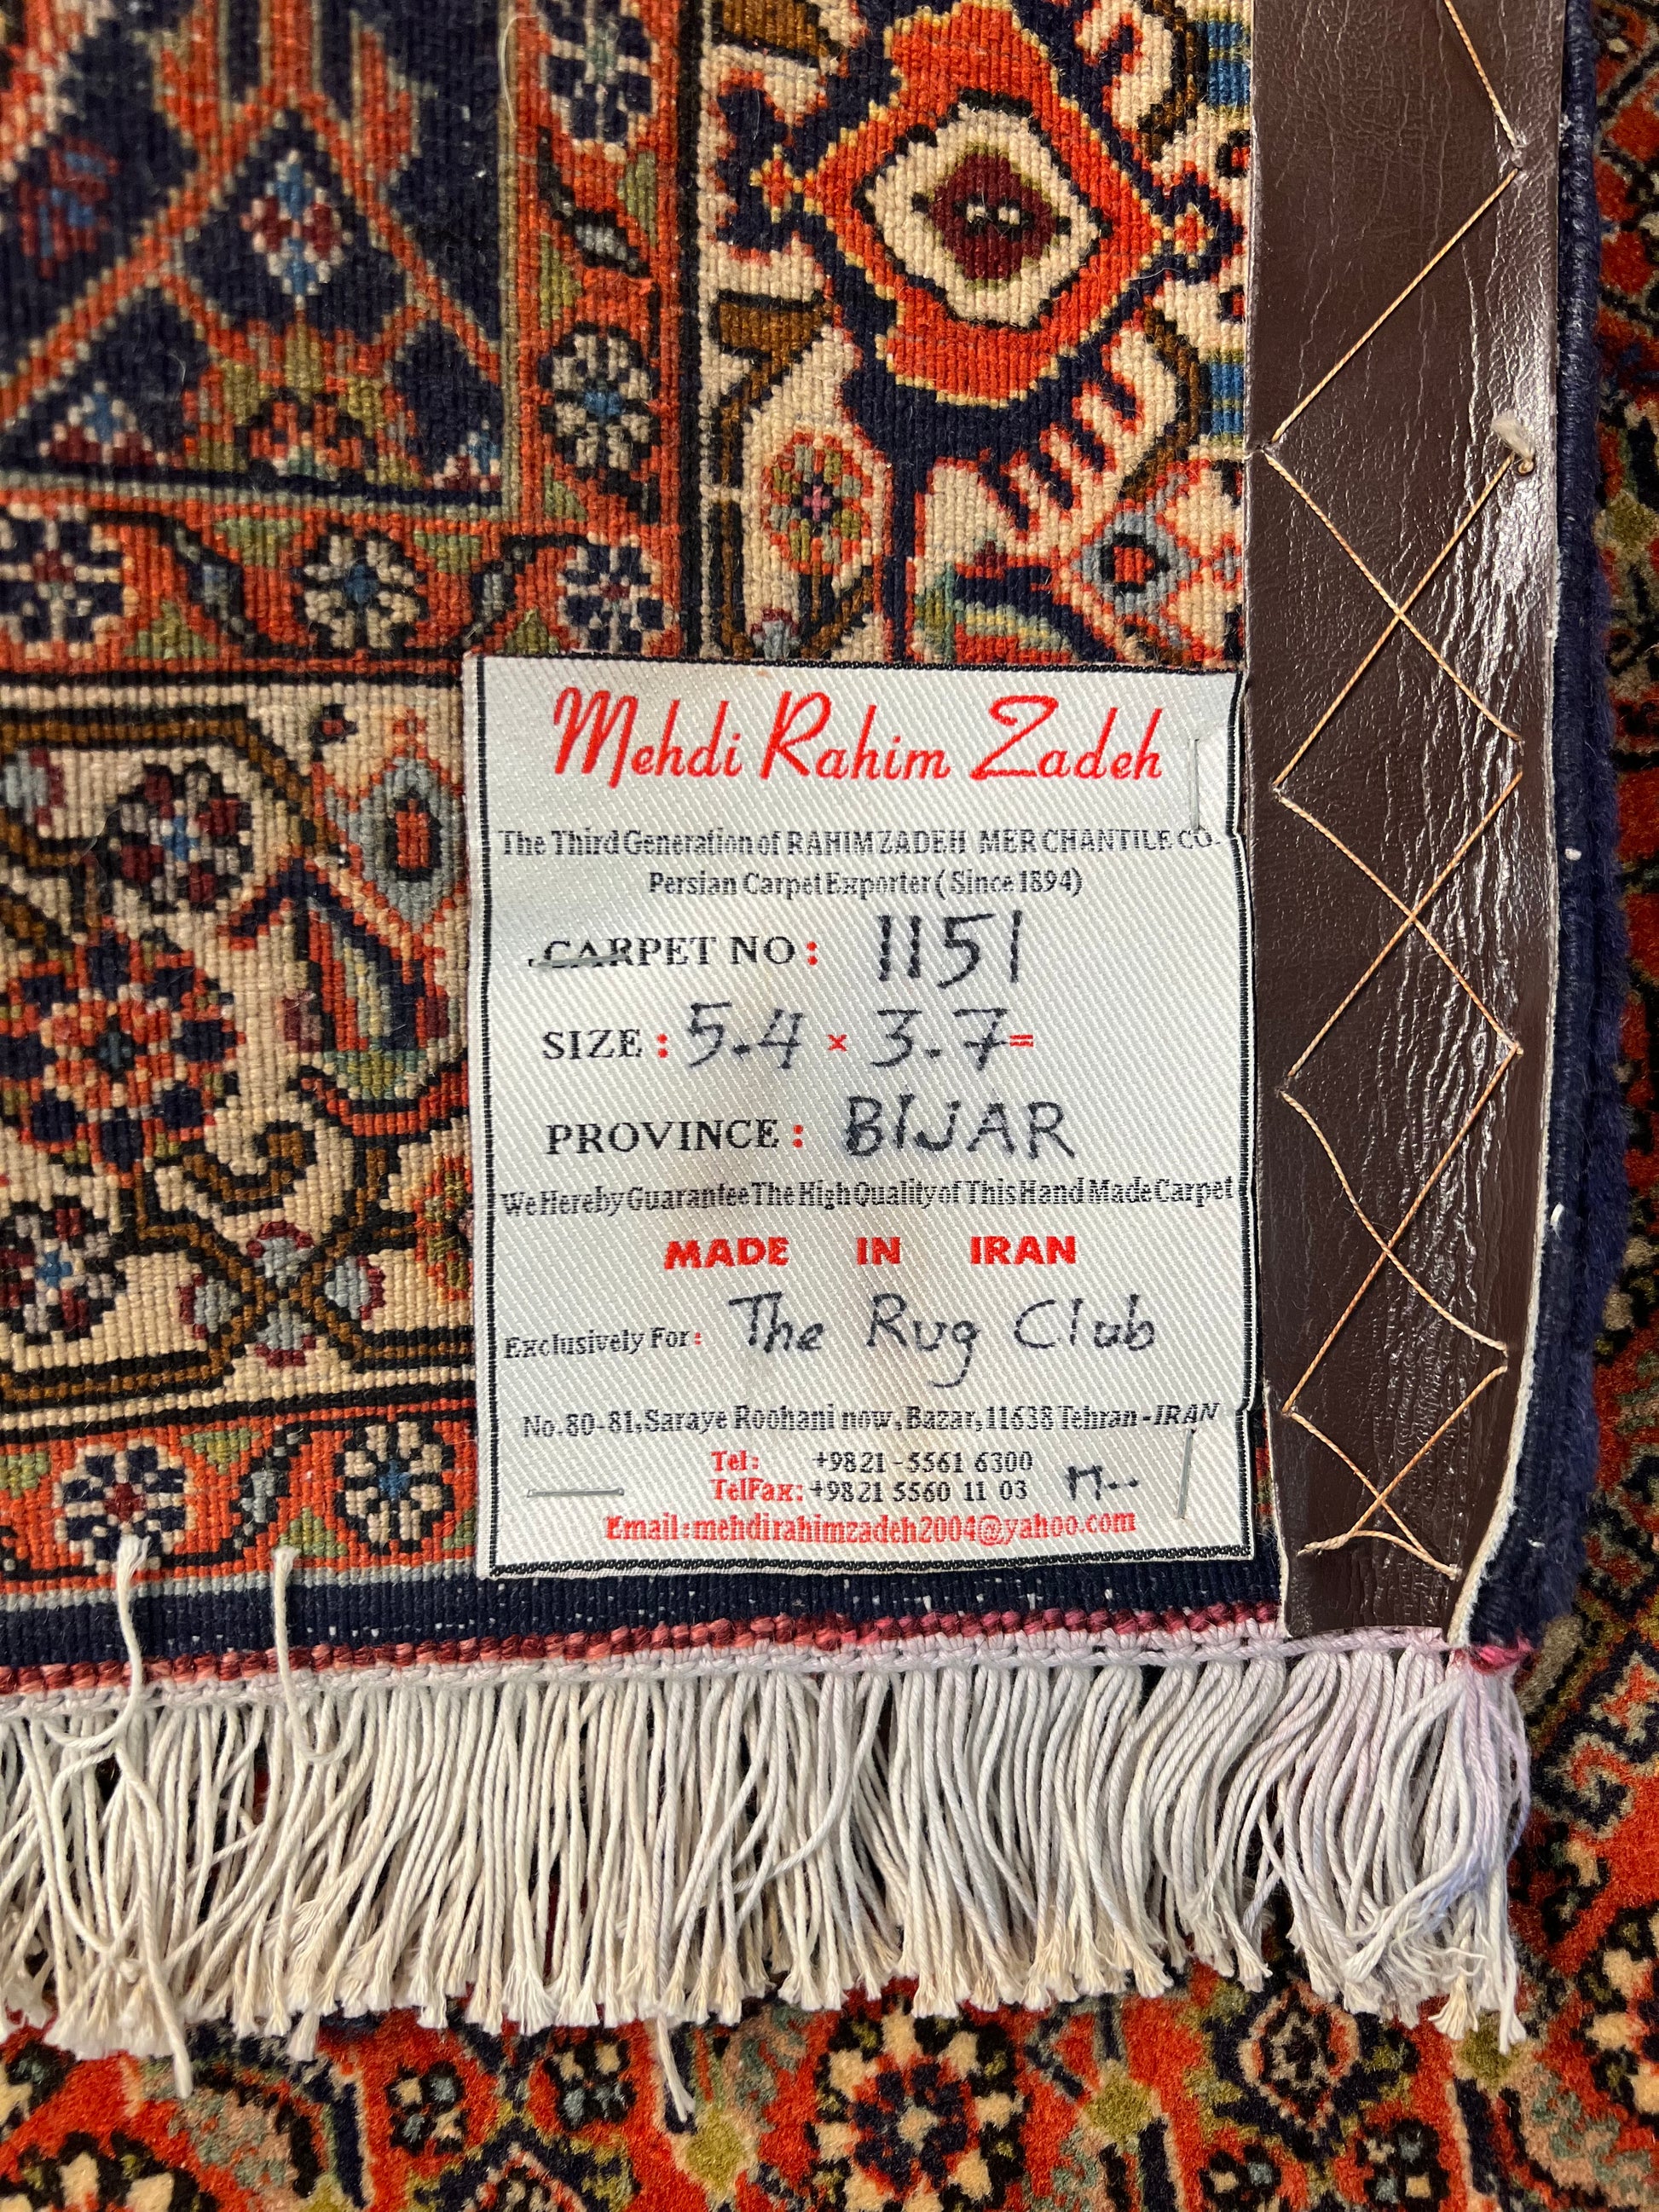 Mehdi Rahim Zadeh
The Third Generation of RAHIMZADEH MERCHANTILE CO.
Persian Carpet Exporter ( Since 1894)
CARPET NO: 1151
SIZE: 5.4 × 3.7 =
PROVINCE: BIJAR
We Hereby Guarantee The High Quality of This Hand Made Carpet
MADE IN IRAN
Exclusively For: The Rug Club
No. 80-81, Saraye Roohani now, Bazar, 11638 Tehran-IRAN
Tel: +9821-5561 6300
TelFax: +9821 5560 11 03
Email:mehdirahimzadeh2004@yahoo.com